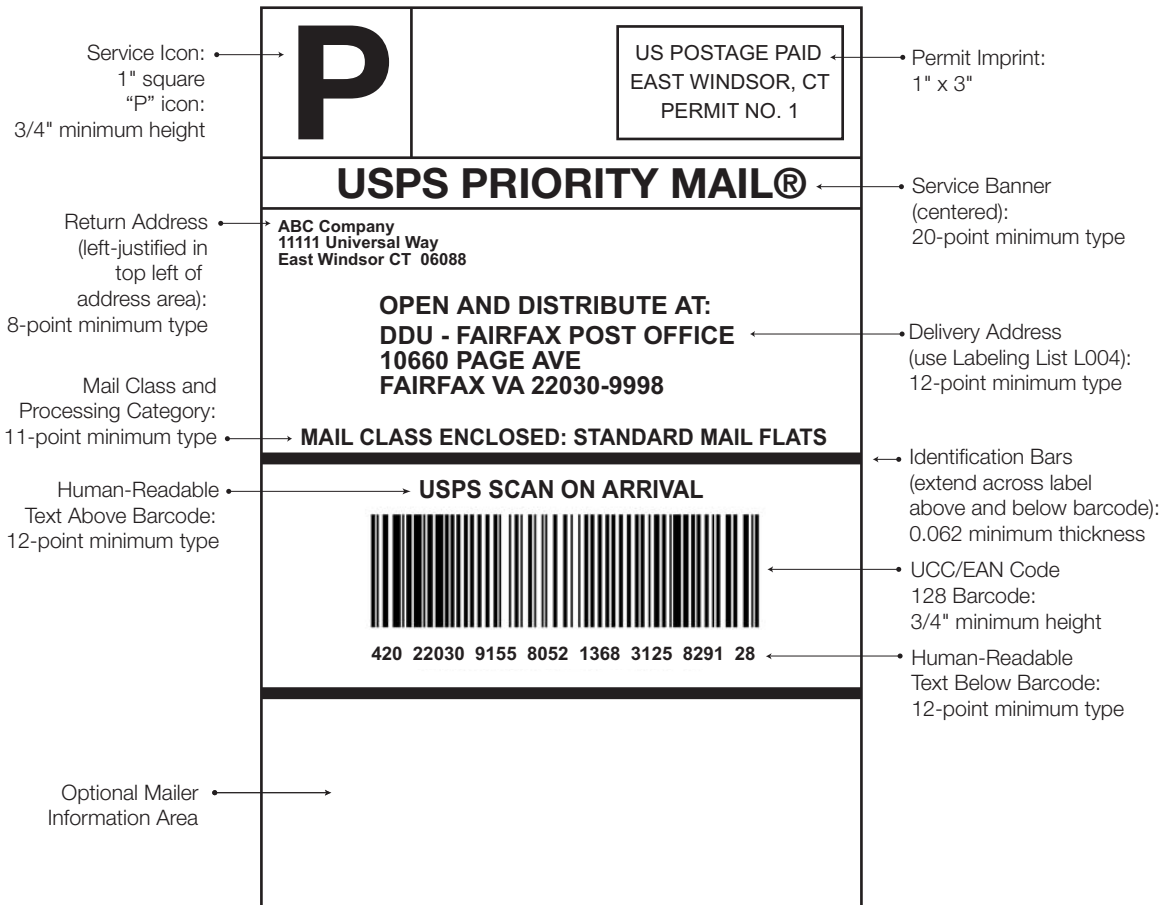 Service Icon:
1" square
“P” icon:
3/4" minimum height
P
US POSTAGE PAID
EAST WINDSOR, CT
PERMIT NO. 1
Permit Imprint:
1" x 3"
USPS PRIORITY MAIL®
Service Banner
(centered):
20-point minimum type
Return Address
(left-justified in
top left of
address area):
8-point minimum type
ABC Company
11111 Universal Way
East Windsor CT 06088
OPEN AND DISTRIBUTE AT:
DDU - FAIRFAX POST OFFICE
10660 PAGE AVE
FAIRFAX VA 22030-9998
Delivery Address
(use Labeling List L004):
12-point minimum type
Mail Class and
Processing Category:
11-point minimum type
MAIL CLASS ENCLOSED: STANDARD MAIL FLATS
Identification Bars
(extend across label
above and below barcode):
0.062 minimum thickness
Human-Readable
Text Above Barcode:
12-point minimum type
USPS SCAN ON ARRIVAL
UCC/EAN Code
128 Barcode:
3/4" minimum height
420 22030 9155 8052 1368 3125 8291 28
Human-Readable
Text Below Barcode:
12-point minimum type
Optional Mailer
Information Area